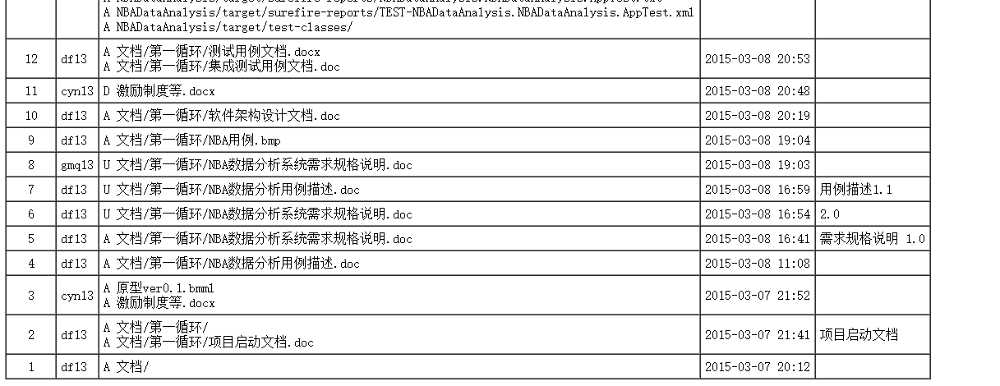 A NBADataAnalysis/target/surefire-reports/TEST-NBADataAnalysis.NBADataAnalysis.AppTest.xml
A NBADataAnalysis/target/test-classes/
12 df13 A 文档/第一循环/测试用例文档.docx
A 文档/第一循环/集成测试用例文档.doc 2015-03-08 20:53
11 cyn13 D 激励制度等.docx 2015-03-08 20:48
10 df13 A 文档/第一循环/软件架构设计文档.doc 2015-03-08 20:19
9 df13 A 文档/第一循环/NBA用例.bmp 2015-03-08 19:04
8 gmq13 U 文档/第一循环/NBA数据分析系统需求规格说明.doc 2015-03-08 19:03
7 df13 U 文档/第一循环/NBA数据分析用例描述.doc 2015-03-08 16:59 用例描述1.1
6 df13 U 文档/第一循环/NBA数据分析系统需求规格说明.doc 2015-03-08 16:54 2.0
5 df13 A 文档/第一循环/NBA数据分析系统需求规格说明.doc 2015-03-08 16:41 需求规格说明 1.0
4 df13 A 文档/第一循环/NBA数据分析用例描述.doc 2015-03-08 11:08
3 cyn13 A 原型ver0.1.bmml
A 激励制度等.docx 2015-03-07 21:52
2 df13 A 文档/第一循环/
A 文档/第一循环/项目启动文档.doc 2015-03-07 21:41 项目启动文档
1 df13 A 文档/ 2015-03-07 20:12